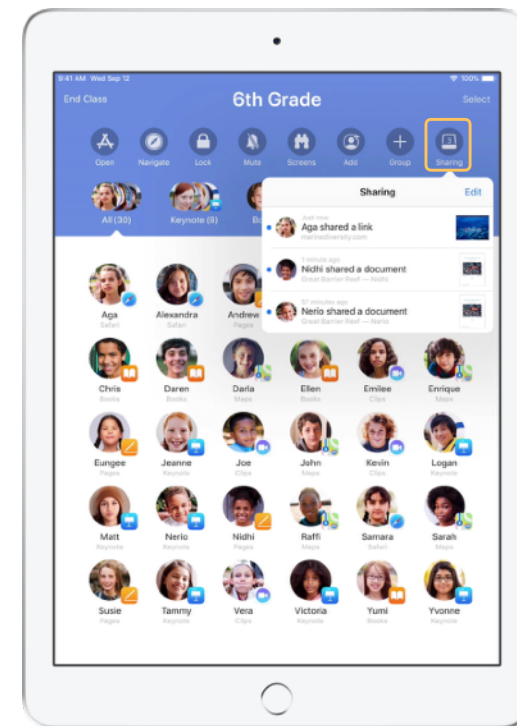 9:41 AM Wed Sep 12
100%
End Class
6th Grade
Select
Open Navigate Lock Mute Screens Add Group Sharing
All (30) Keynote (9)
Sharing
Edit
Just now
Aga shared a link
marinediversity.com
1 minute ago
Nidhi shared a document
Great Barrier Reef — Nidhi
57 minutes ago
Nerio shared a document
Great Barrier Reef — Nerio
Aga Alexandra Andrew
Safari Safari Pages
Chris Daren Darla Ellen Emilee Enrique
Books Books Maps Books Clips Maps
Eungee Jeanne Joe John Kevin Logan
Pages Keynote Clips Maps Clips Keynote
Matt Nerio Nidhi Raffi Samara Sarah
Keynote Keynote Pages Maps Safari Maps
Susie Tammy Vera Victoria Yumi Yvonne
Pages Keynote Clips Keynote Books Keynote